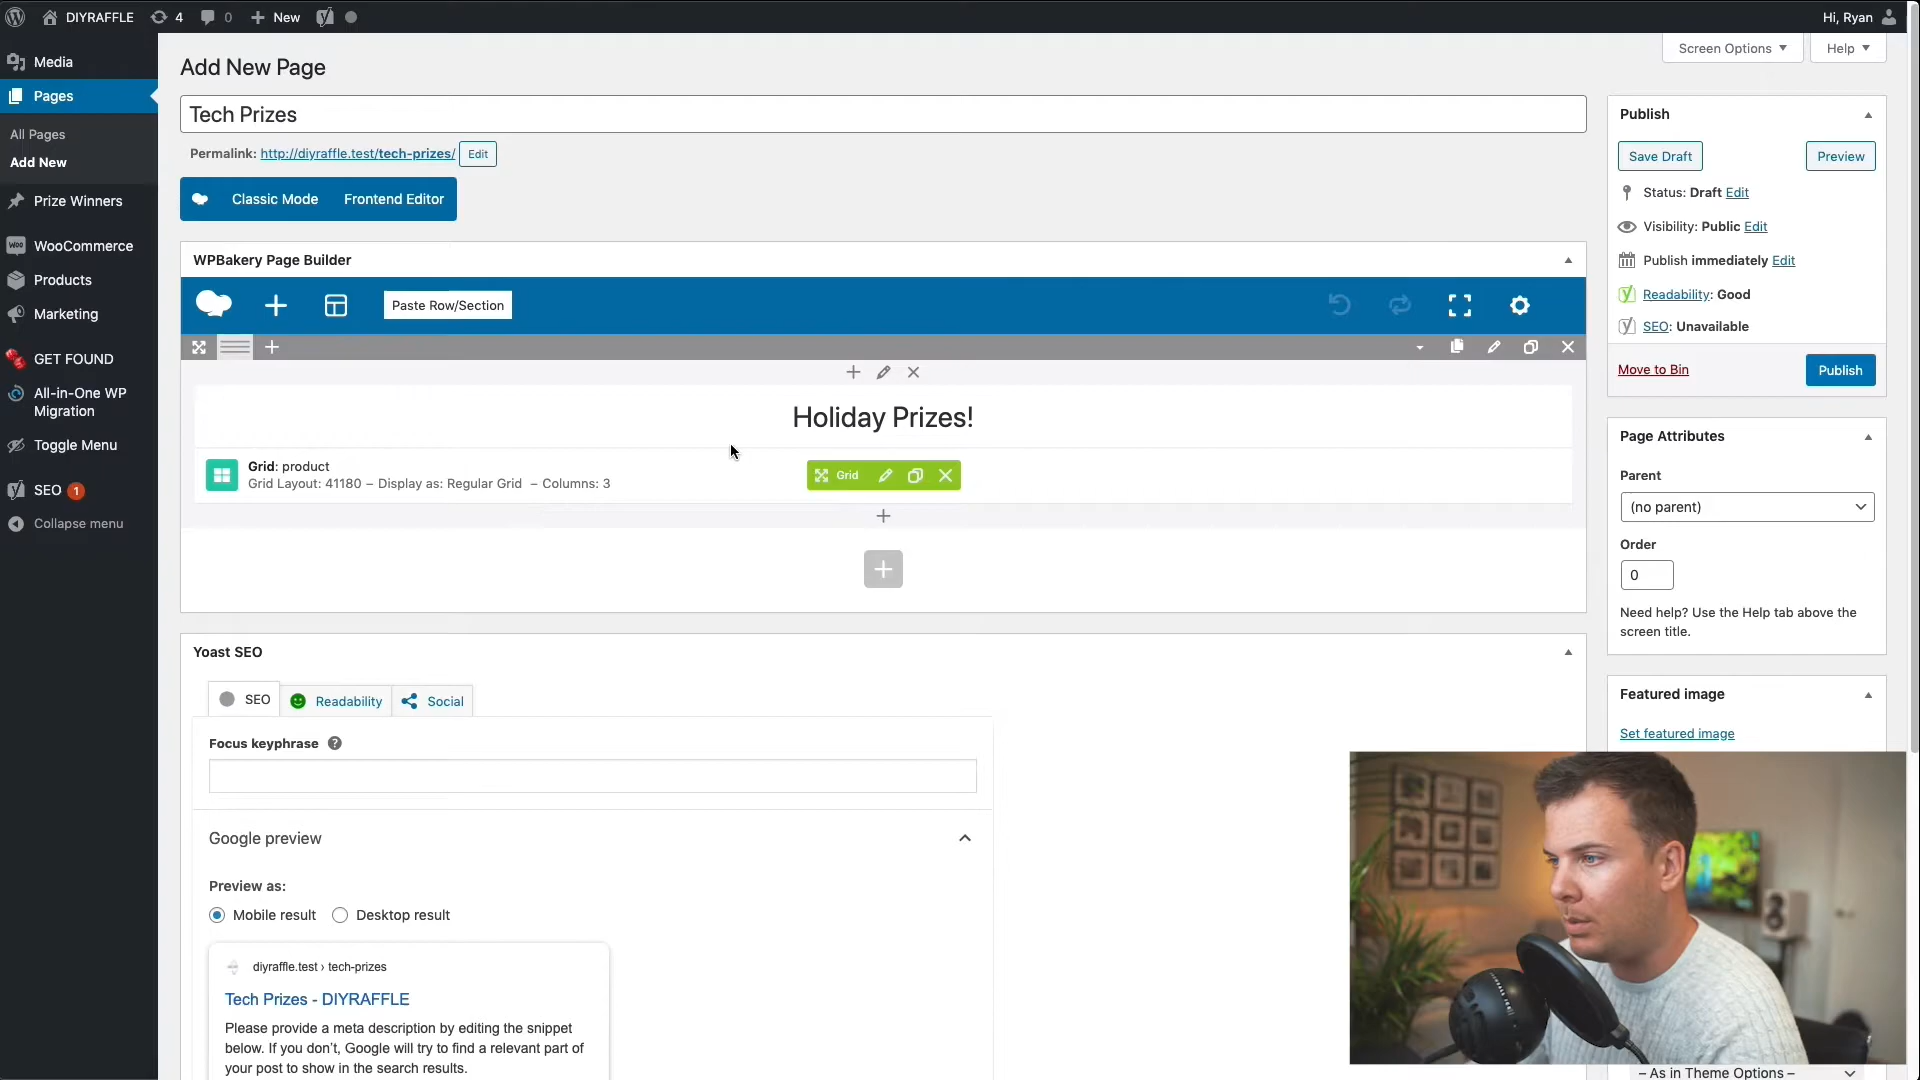 DIYRAFFLE 4 0 New Hi, Ryan
Screen Options Help
Media
Pages
All Pages
Add New
Prize Winners
WooCommerce
Products
Marketing
GET FOUND
All-in-One WP
Migration
Toggle Menu
SEO 1
Collapse menu
Add New Page
Tech Prizes
Permalink: http://diyraffle.test/tech-prizes/ Edit
Classic Mode Frontend Editor
WPBakery Page Builder
Paste Row/Section
Holiday Prizes!
Grid: product
Grid Layout: 41180 – Display as: Regular Grid – Columns: 3
Grid
Yoast SEO
SEO Readability Social
Focus keyphrase
Google preview
Preview as:
Mobile result Desktop result
diyraffle.test › tech-prizes
Tech Prizes - DIYRAFFLE
Please provide a meta description by editing the snippet
below. If you don't, Google will try to find a relevant part of
your post to show in the search results.
Publish
Save Draft Preview
Status: Draft Edit
Visibility: Public Edit
Publish immediately Edit
Readability: Good
SEO: Unavailable
Move to Bin Publish
Page Attributes
Parent
(no parent)
Order
0
Need help? Use the Help tab above the
screen title.
Featured image
Set featured image
– As in Theme Options –